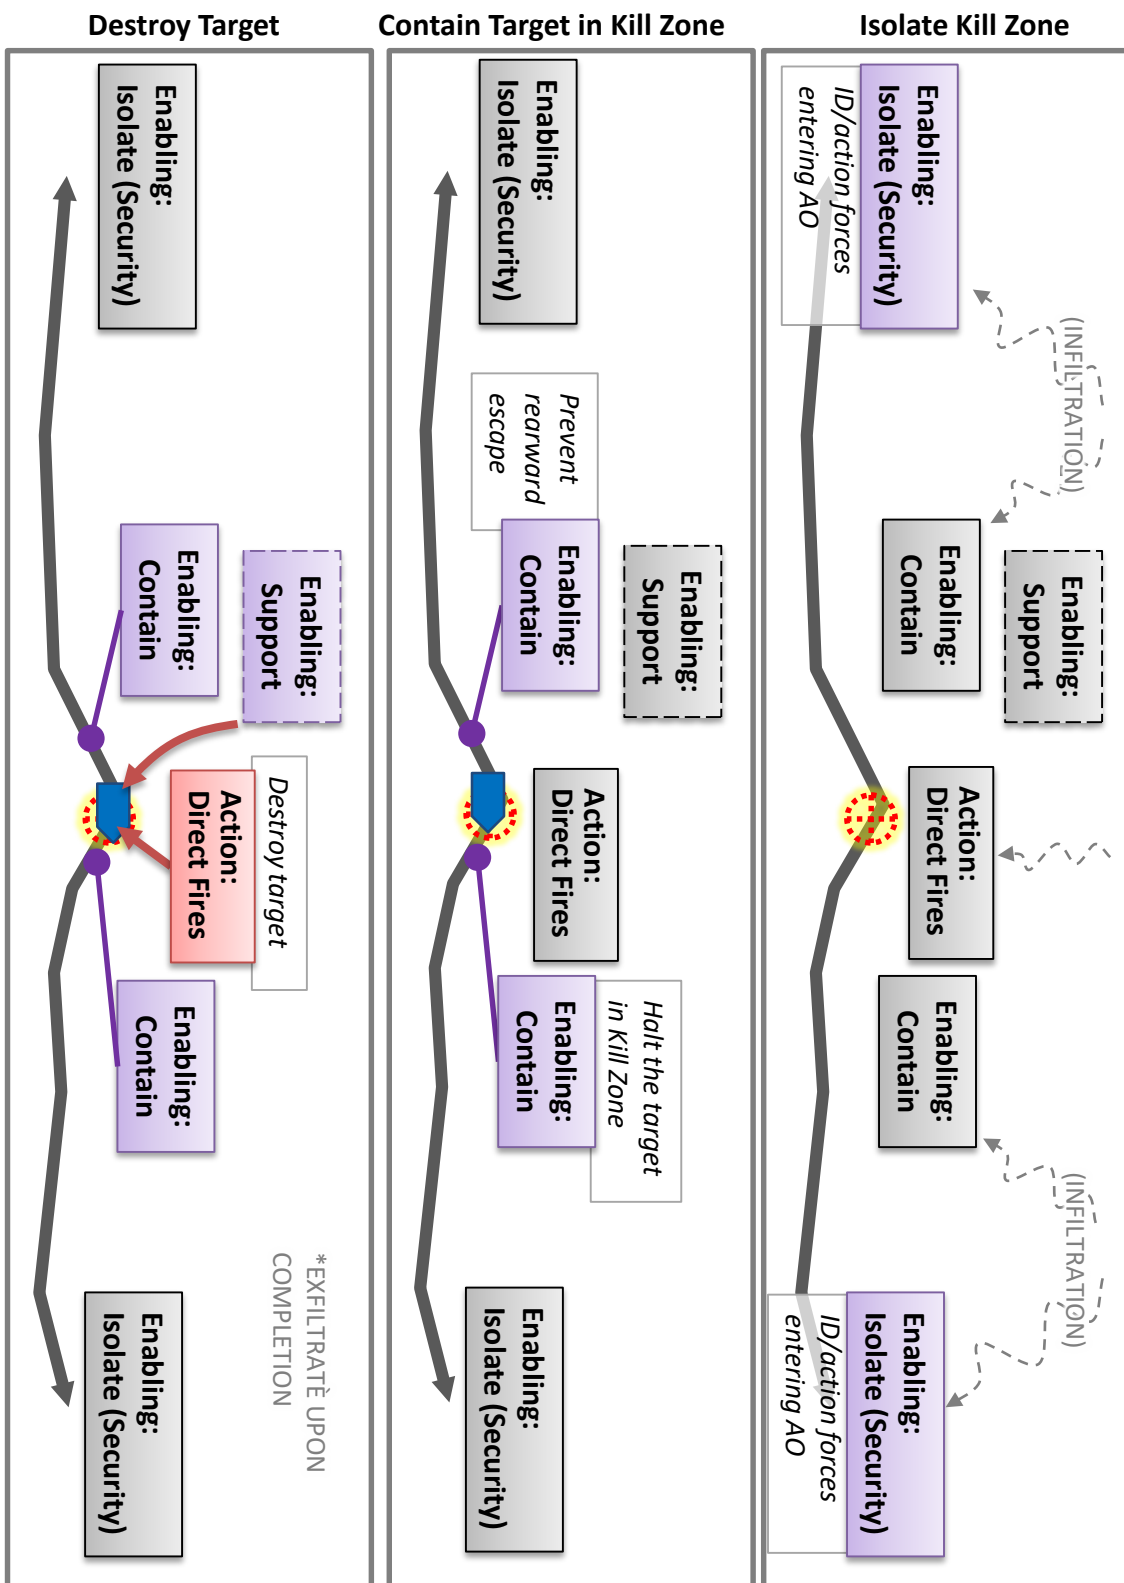 Destroy Target
Contain Target in Kill Zone
Isolate Kill Zone
Enabling:
Isolate (Security)
ID/action forces
entering AO
(INFILTRATION)
Enabling:
Support
Enabling:
Contain
Action:
Direct Fires
Enabling:
Contain
(INFILTRATION)
Enabling:
Isolate (Security)
ID/action forces
entering AO
Enabling:
Isolate (Security)
Prevent
rearward
escape
Enabling:
Support
Enabling:
Contain
Action:
Direct Fires
Halt the target
in Kill Zone
Enabling:
Contain
Enabling:
Isolate (Security)
Enabling:
Isolate (Security)
Enabling:
Support
Enabling:
Contain
Destroy target
Action:
Direct Fires
Enabling:
Contain
*EXFILTRATÈ UPON
COMPLETION
Enabling:
Isolate (Security)